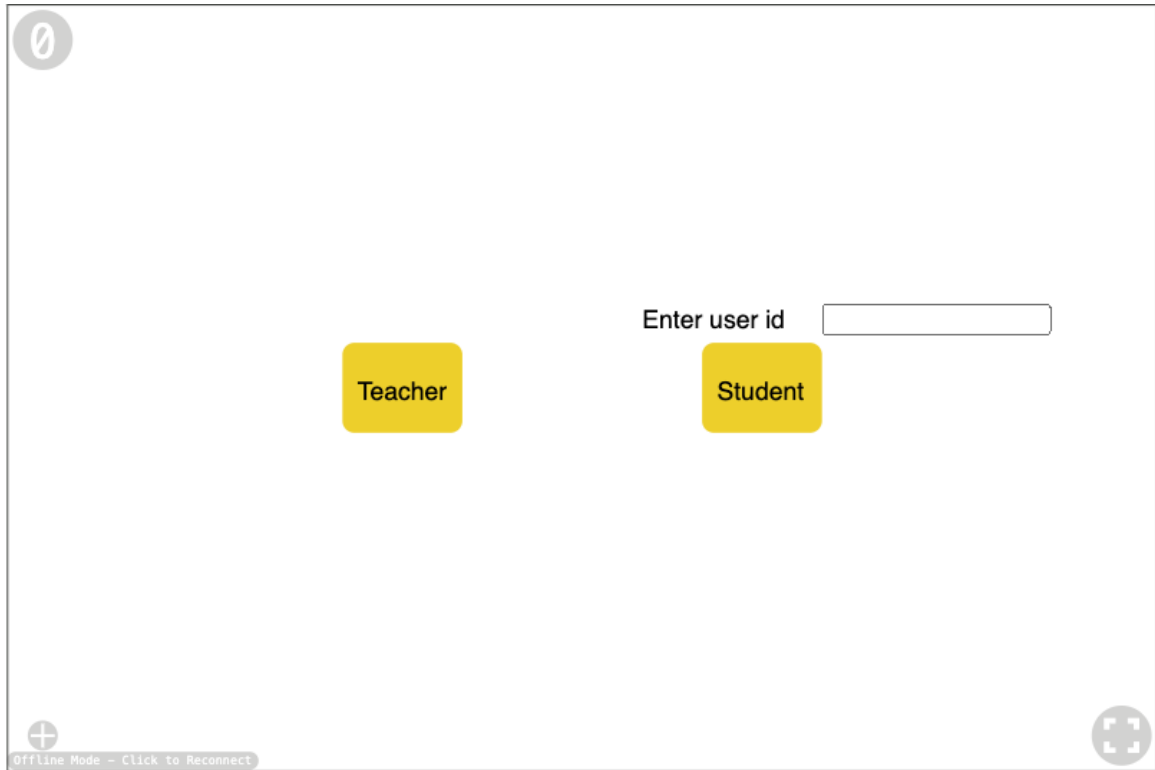 0
Enter user id
Teacher
Student
Offline Mode – Click to Reconnect